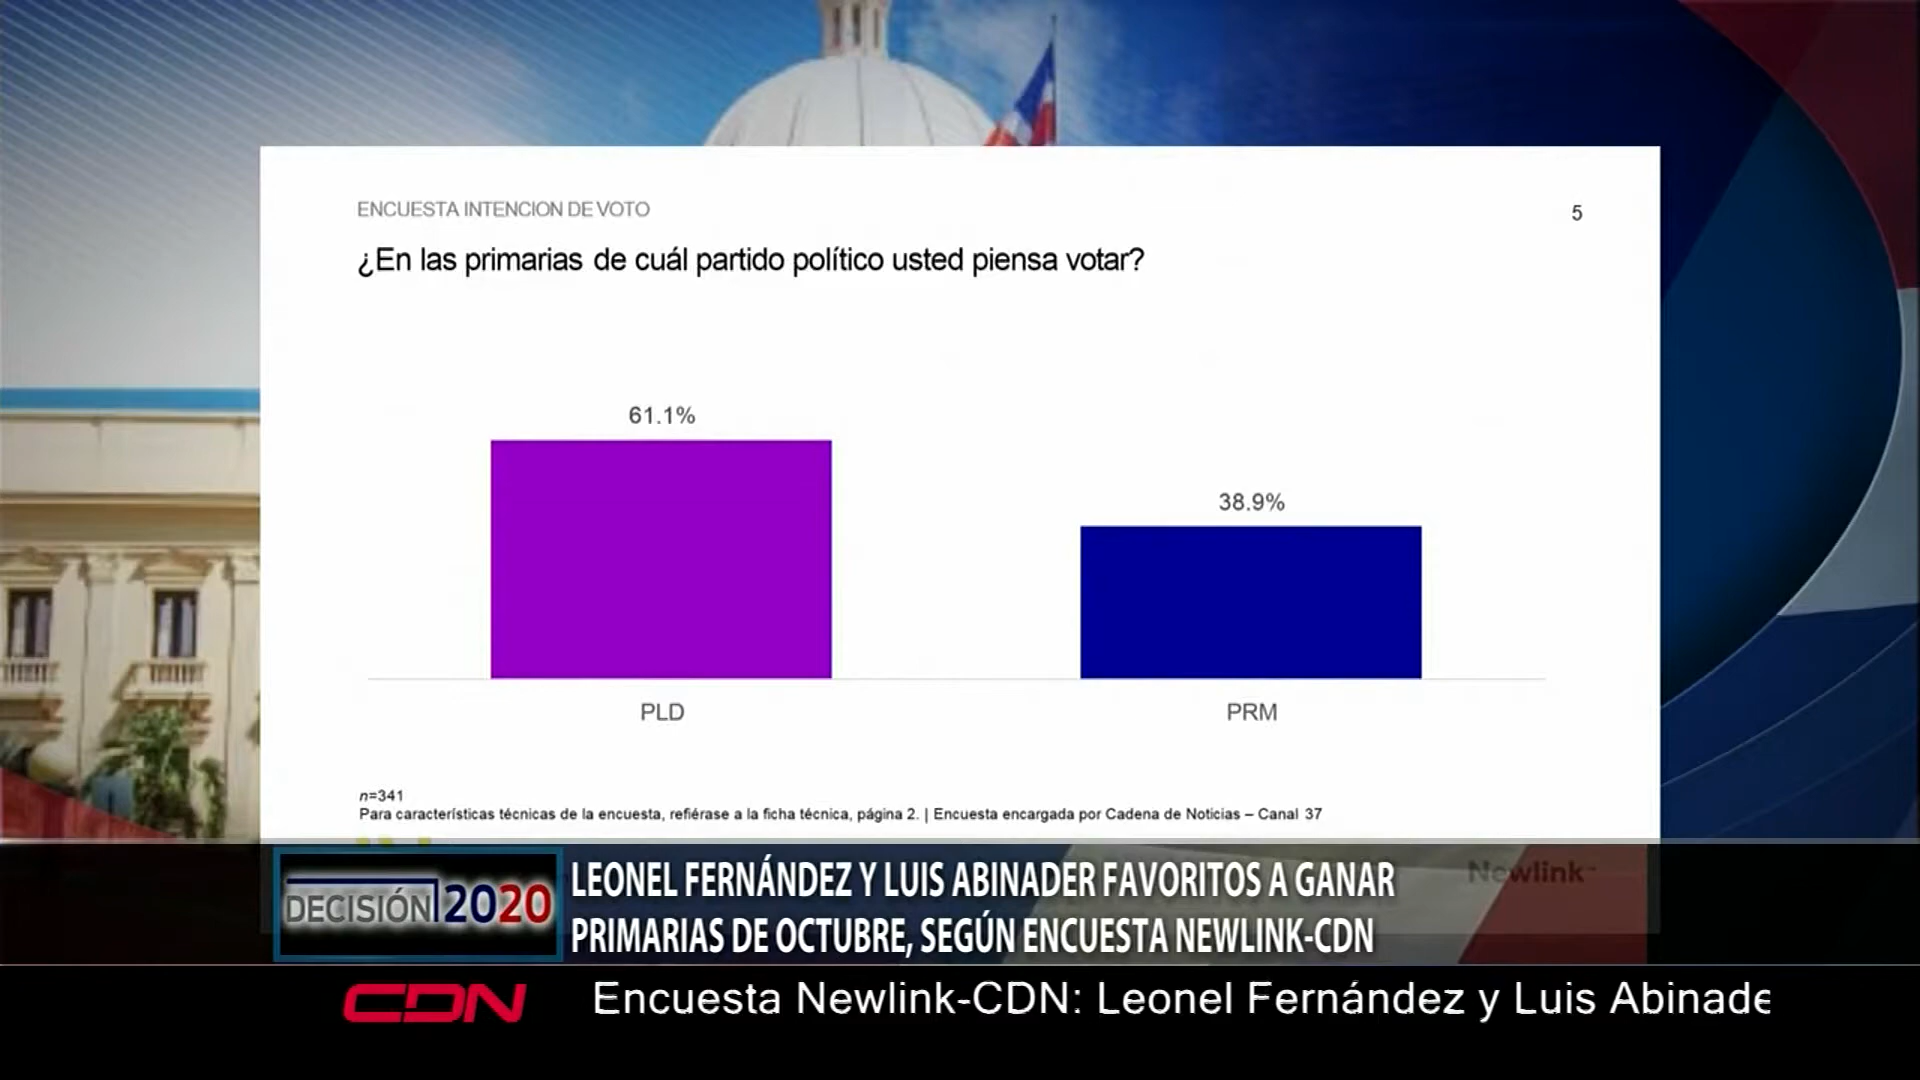 ENCUESTA INTENCION DE VOTO
5
¿En las primarias de cuál partido político usted piensa votar?
61.1%
38.9%
PLD
PRM
n=341
Para características técnicas de la encuesta, refiérase a la ficha técnica, página 2. | Encuesta encargada por Cadena de Noticias – Canal 37
Newlink
DECISIÓN 2020
LEONEL FERNÁNDEZ Y LUIS ABINADER FAVORITOS A GANAR
PRIMARIAS DE OCTUBRE, SEGÚN ENCUESTA NEWLINK-CDN
CDN
Encuesta Newlink-CDN: Leonel Fernández y Luis Abinade